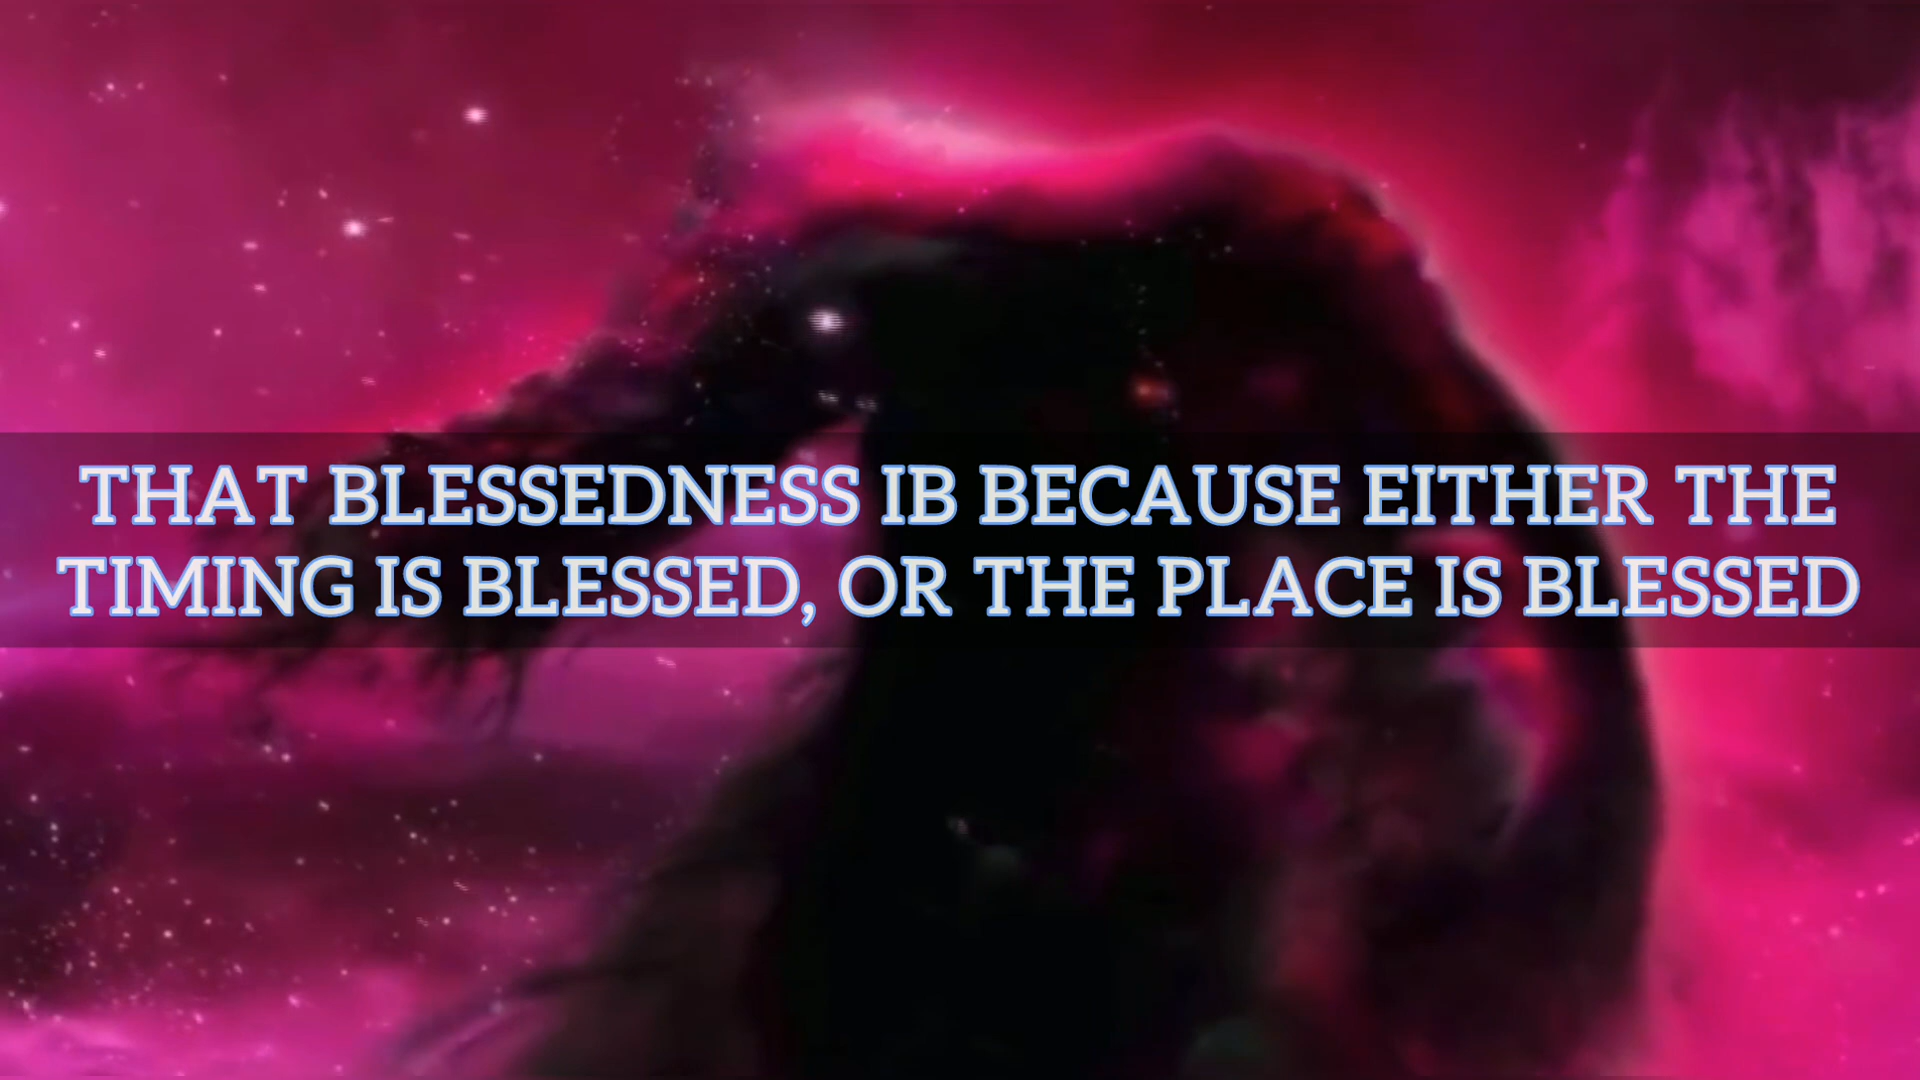 THAT BLESSEDNESS IB BECAUSE EITHER THE
TIMING IS BLESSED, OR THE PLACE IS BLESSED